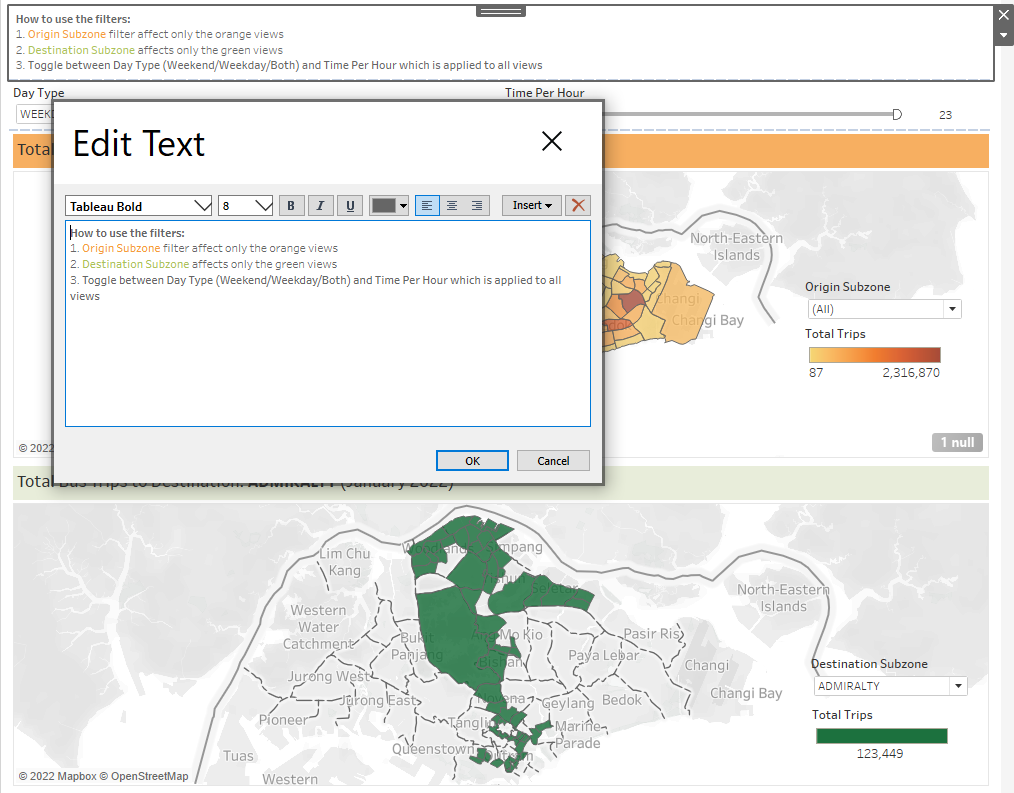 How to use the filters:
1. Origin Subzone filter affect only the orange views
2. Destination Subzone affects only the green views
3. Toggle between Day Type (Weekend/Weekday/Both) and Time Per Hour which is applied to all views
Day Type
Time Per Hour
23
Edit Text
Tableau Bold
8
B
I
U
Insert
How to use the filters:
1. Origin Subzone filter affect only the orange views
2. Destination Subzone affects only the green views
3. Toggle between Day Type (Weekend/Weekday/Both) and Time Per Hour which is applied to all
views
OK
Cancel
North-Eastern
Islands
Changi
Changi Bay
Origin Subzone
(All)
Total Trips
87
2,316,870
© 2022
1 null
Total Bus Trips to Destination: ADMIRALTY (January 2022)
Lim Chu
Kang
Woodlands
Simpang
Yishun
Seletar
North-Eastern
Islands
Western
Water
Catchment
Bukit
Panjang
Ang Mo Kio
Bishan
Pasir Ris
Paya Lebar
Changi
Changi Bay
Jurong West
Jurong East
Novena
Geylang
Bedok
Pioneer
Tanglin
Marine
Parade
Queenstown
Outram
Tuas
Western
Destination Subzone
ADMIRALTY
Total Trips
123,449
© 2022 Mapbox © OpenStreetMap